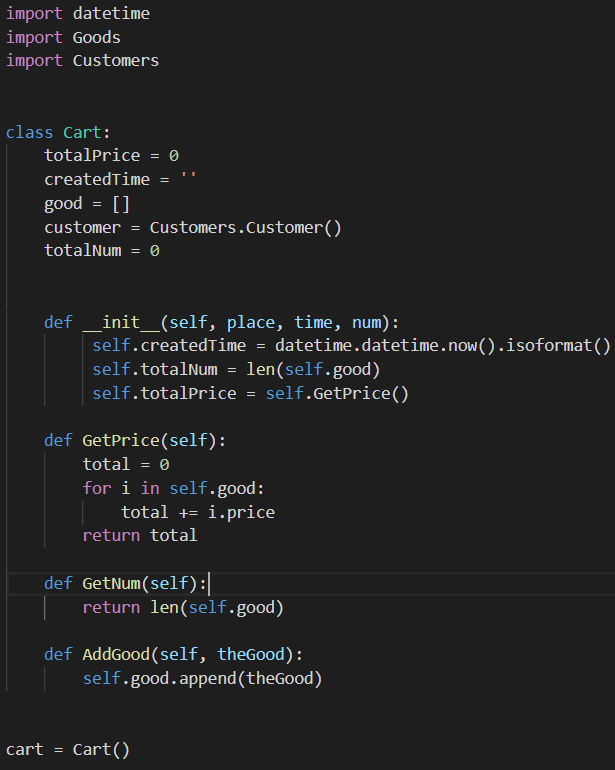 import datetime
import Goods
import Customers
class Cart:
    totalPrice = 0
    createdTime = ''
    good = []
    customer = Customers.Customer()
    totalNum = 0
    def __init__(self, place, time, num):
         self.createdTime = datetime.datetime.now().isoformat()
         self.totalNum = len(self.good)
         self.totalPrice = self.GetPrice()
    def GetPrice(self):
        total = 0
        for i in self.good:
            total += i.price
        return total
    def GetNum(self):
        return len(self.good)
    def AddGood(self, theGood):
        self.good.append(theGood)
cart = Cart()